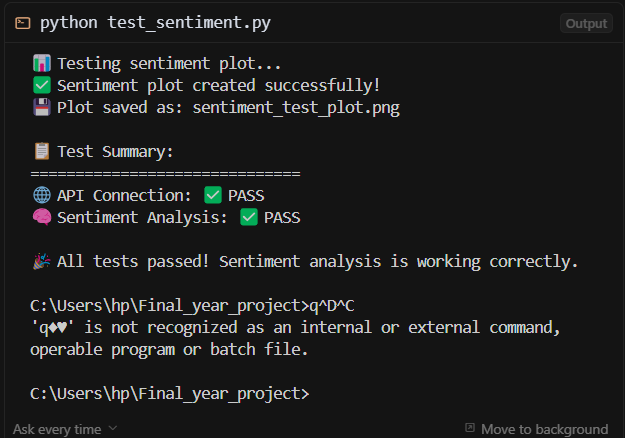 python test_sentiment.py
Output
📊 Testing sentiment plot...
✅ Sentiment plot created successfully!
💾 Plot saved as: sentiment_test_plot.png
📋 Test Summary:
==============================
🌐 API Connection: ✅ PASS
🧠 Sentiment Analysis: ✅ PASS
🎉 All tests passed! Sentiment analysis is working correctly.
C:\Users\hp\Final_year_project>q^D^C
'q♦♥' is not recognized as an internal or external command,
operable program or batch file.
C:\Users\hp\Final_year_project>
Ask every time
Move to background